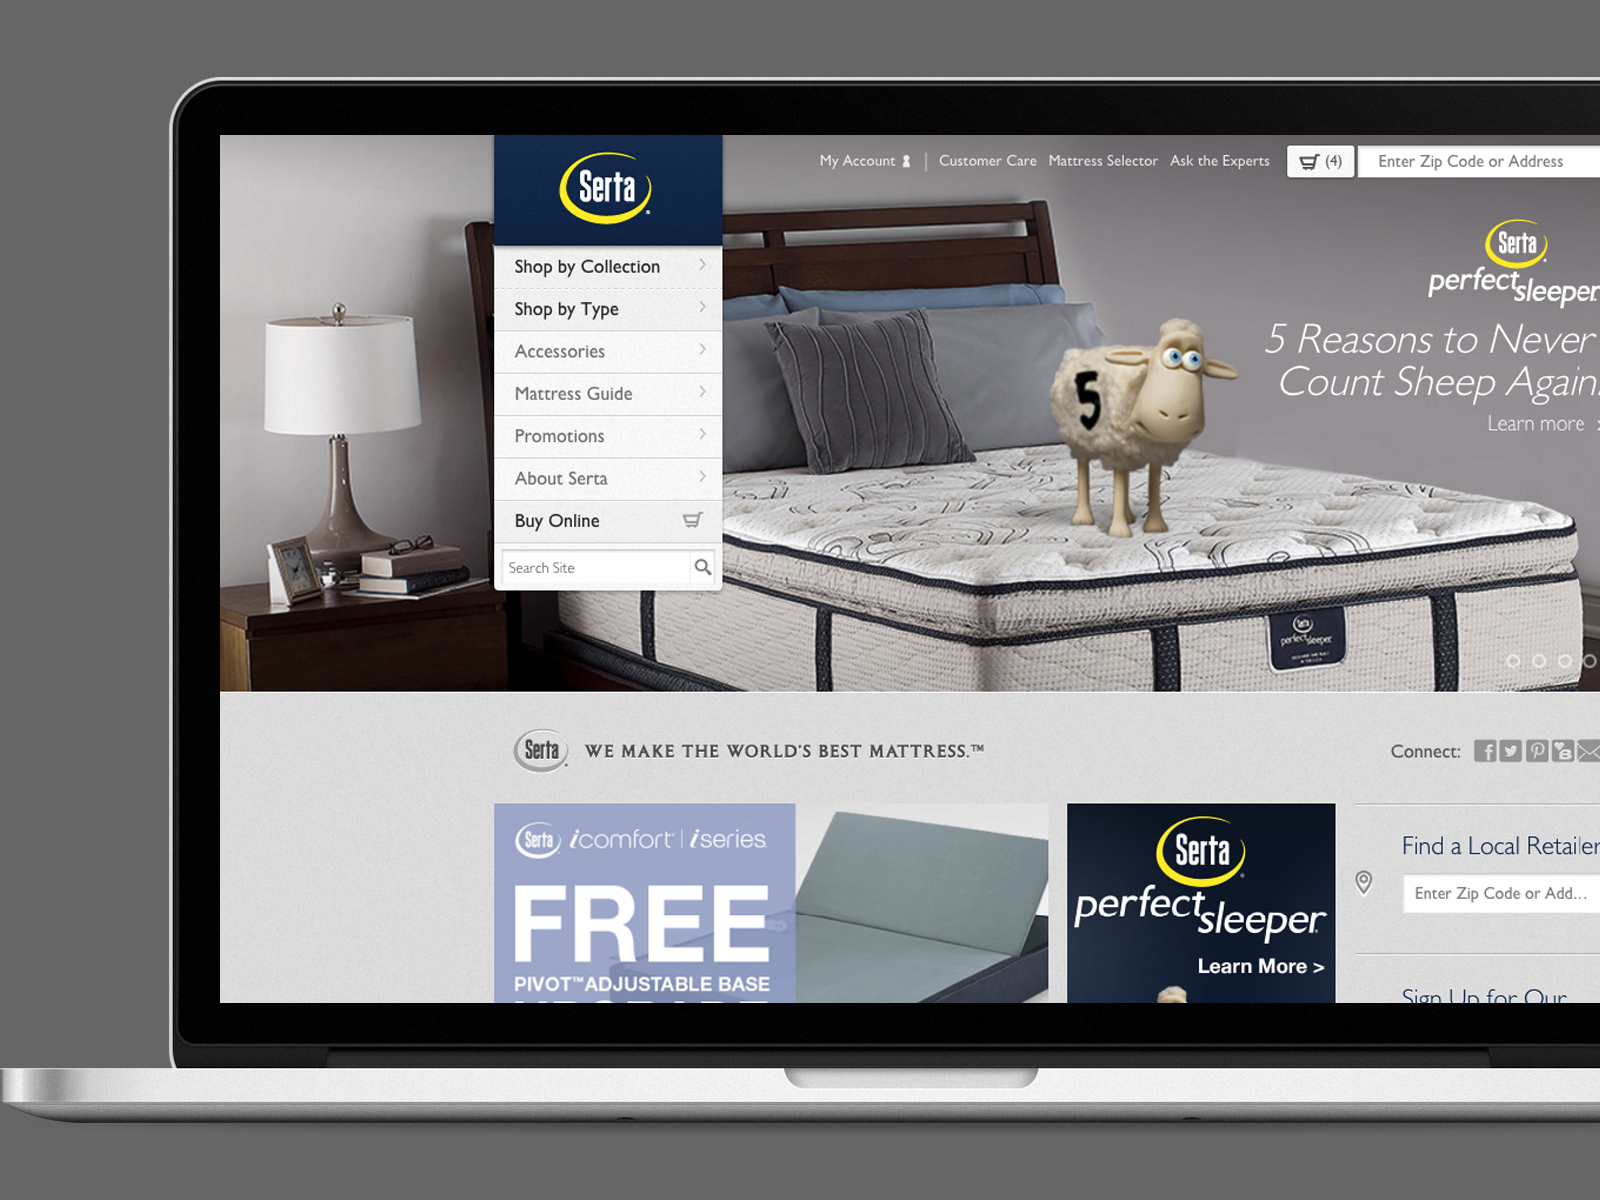 Serta
My Account
Customer Care
Mattress Selector
Ask the Experts
(4)
Enter Zip Code or Address
Shop by Collection
Shop by Type
Accessories
Mattress Guide
Promotions
About Serta
Buy Online
Search Site
Serta
perfect sleeper
5 Reasons to Never
Count Sheep Again
Learn more >
5
Serta
perfect sleeper
Serta
WE MAKE THE WORLD'S BEST MATTRESS.™
Connect:
Serta icomfort | iseries
FREE
PIVOT™ ADJUSTABLE BASE
Serta
perfect sleeper
Learn More >
Find a Local Retailer
Enter Zip Code or Add...
Sign Up for Our